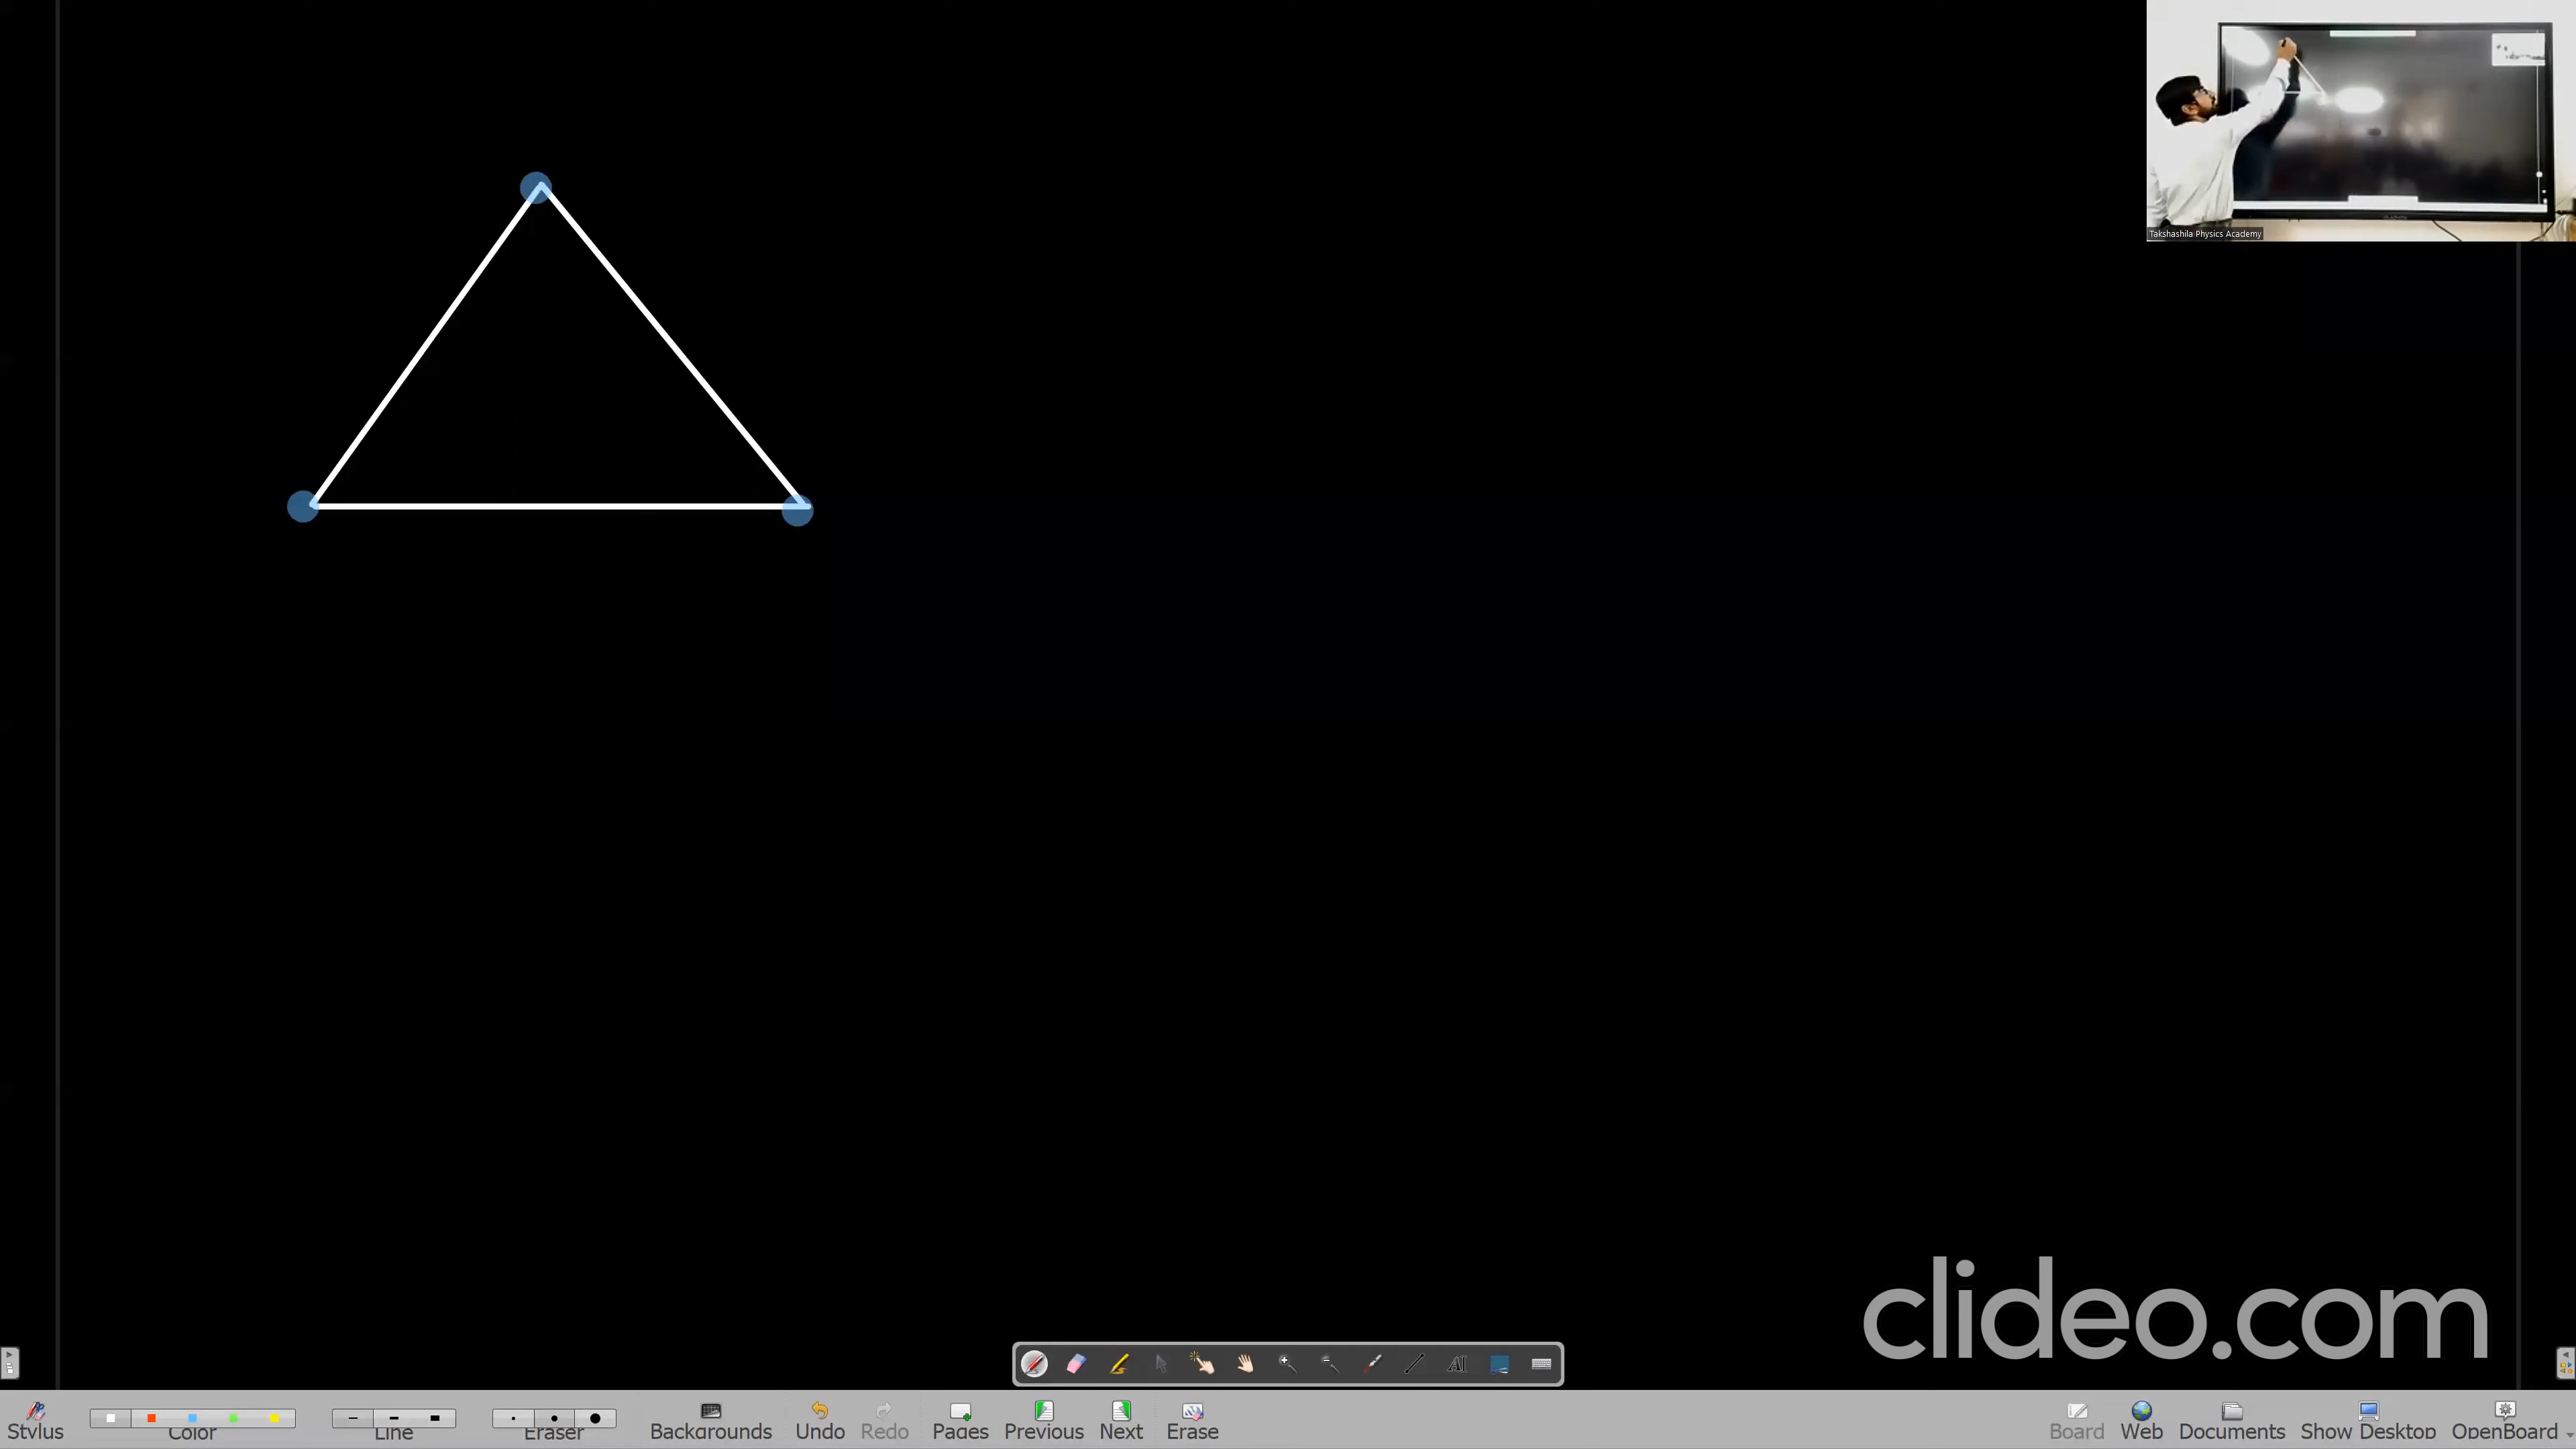 Takshashila Physics Academy
clideo.com
Stylus
Color
Line
Eraser
Backgrounds
Undo
Redo
Pages
Previous
Next
Erase
Board
Web
Documents
Show Desktop
OpenBoard